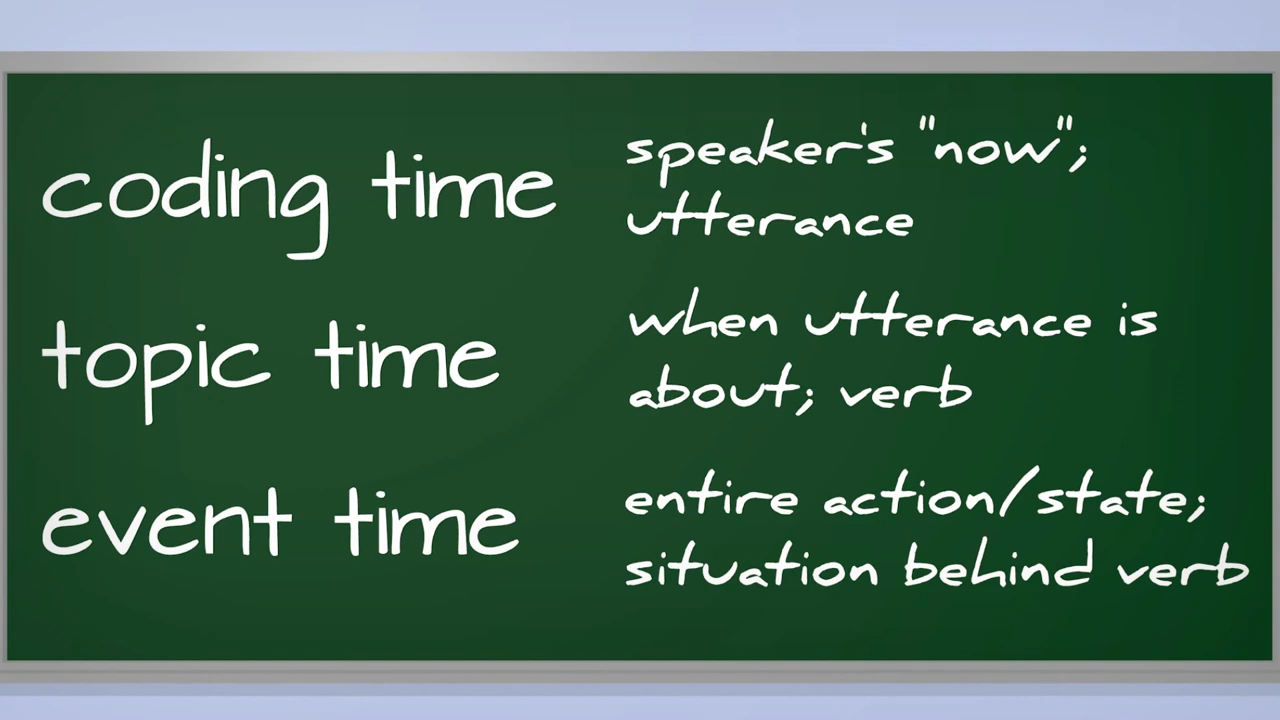 coding time
speaker's "now";
utterance
topic time
when utterance is
about; verb
event time
entire action/state;
situation behind verb